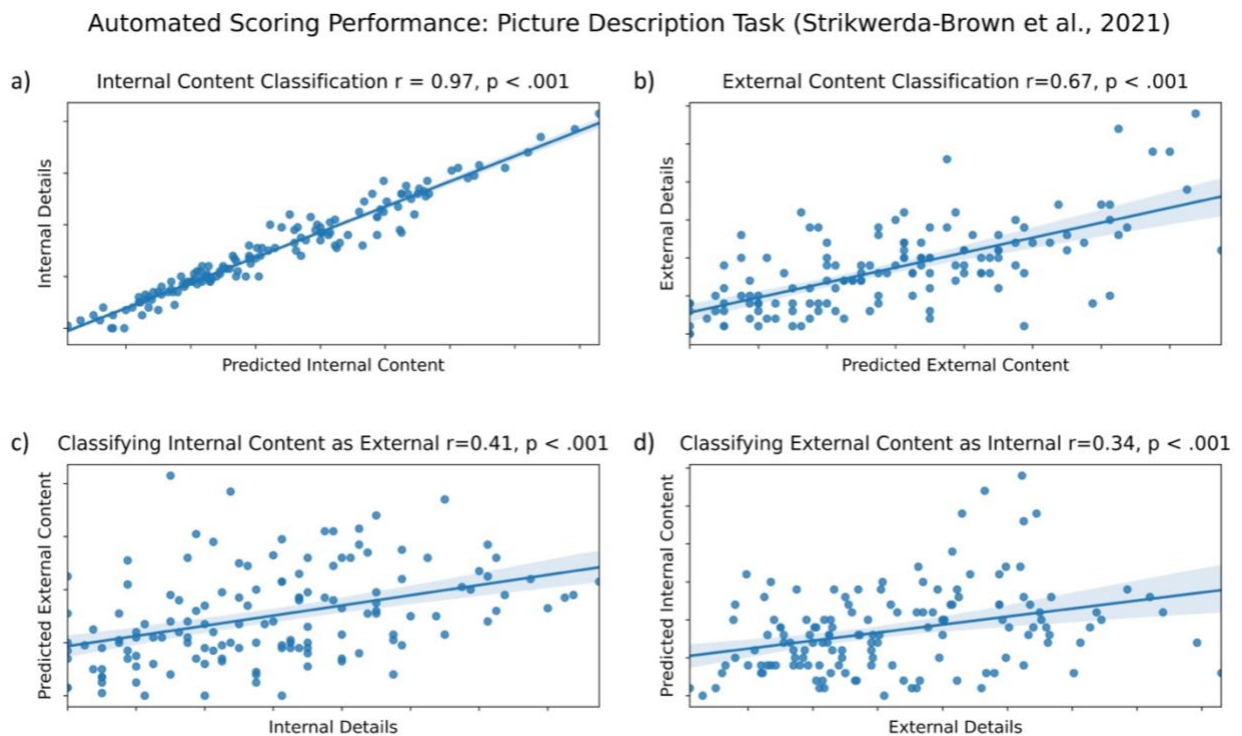 Automated Scoring Performance: Picture Description Task (Strikwerda-Brown et al., 2021)
a)
Internal Content Classification r = 0.97, p < .001
Internal Details
Predicted Internal Content
b)
External Content Classification r=0.67, p < .001
External Details
Predicted External Content
c)
Classifying Internal Content as External r=0.41, p < .001
Predicted External Content
Internal Details
d)
Classifying External Content as Internal r=0.34, p < .001
Predicted Internal Content
External Details